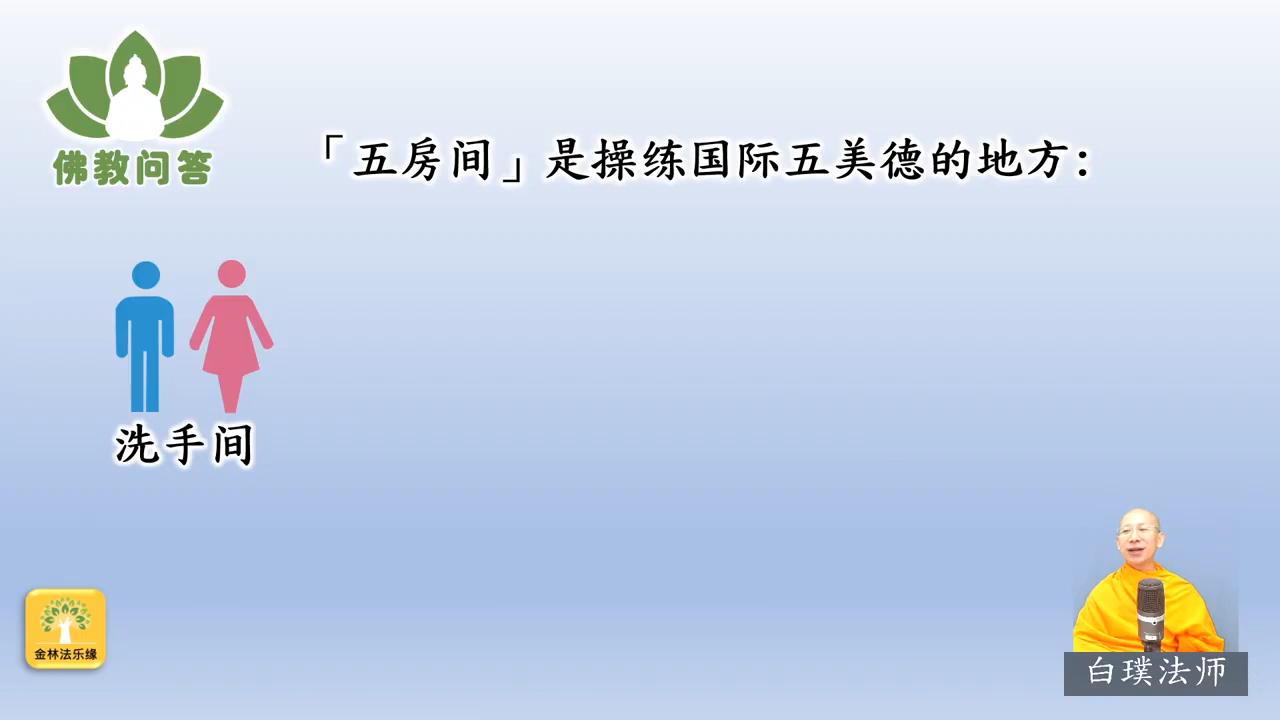 佛教问答
「五房间」是操练国际五美德的地方：
洗手间
金林法乐缘
白璞法师